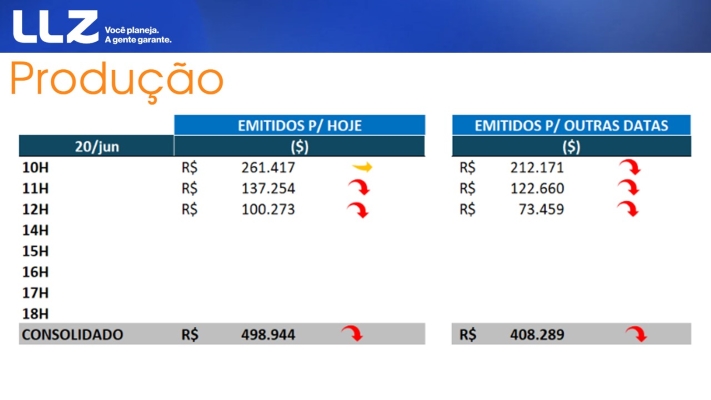 LLZ
Você planeja.
A gente garante.
Produção
EMITIDOS P/ HOJE EMITIDOS P/ OUTRAS DATAS
20/jun ($) ($)
10H R$ 261.417 R$ 212.171
11H R$ 137.254 R$ 122.660
12H R$ 100.273 R$ 73.459
14H
15H
16H
17H
18H
CONSOLIDADO R$ 498.944 R$ 408.289